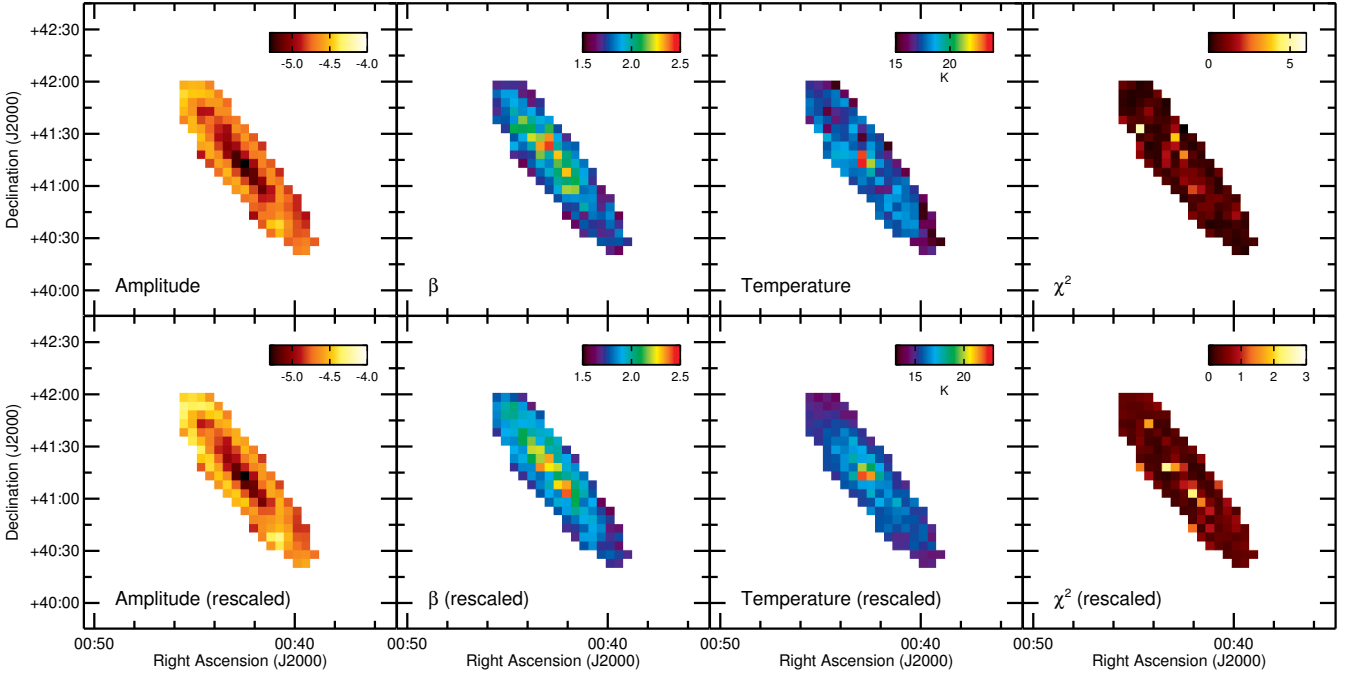 +42:30
-5.0 -4.5 -4.0
1.5 2.0 2.5
15 20
K
0 5
+42:00
+41:30
+41:00
+40:30
+40:00
Declination (J2000)
Amplitude
β
Temperature
χ²
+42:30
-5.0 -4.5 -4.0
1.5 2.0 2.5
15 20
K
0 1 2 3
+42:00
+41:30
+41:00
+40:30
+40:00
Declination (J2000)
Amplitude (rescaled)
β (rescaled)
Temperature (rescaled)
χ² (rescaled)
00:50 00:40 00:50 00:40 00:50 00:40 00:50 00:40
Right Ascension (J2000) Right Ascension (J2000) Right Ascension (J2000) Right Ascension (J2000)